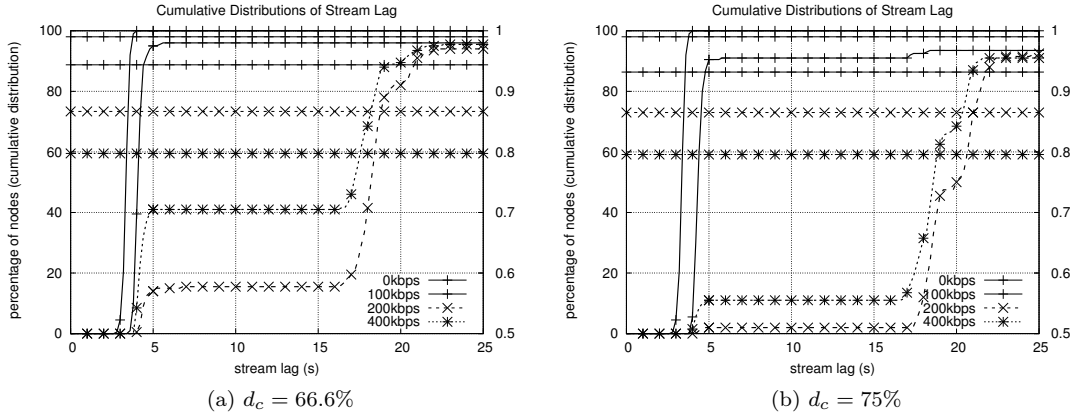 Cumulative Distributions of Stream Lag
percentage of nodes (cumulative distribution)
100
80
60
40
20
0
1
0.9
0.8
0.7
0.6
0.5
0kbps
100kbps
200kbps
400kbps
0 5 10 15 20 25
stream lag (s)
(a) d_c = 66.6%
Cumulative Distributions of Stream Lag
percentage of nodes (cumulative distribution)
100
80
60
40
20
0
1
0.9
0.8
0.7
0.6
0.5
0kbps
100kbps
200kbps
400kbps
0 5 10 15 20 25
stream lag (s)
(b) d_c = 75%